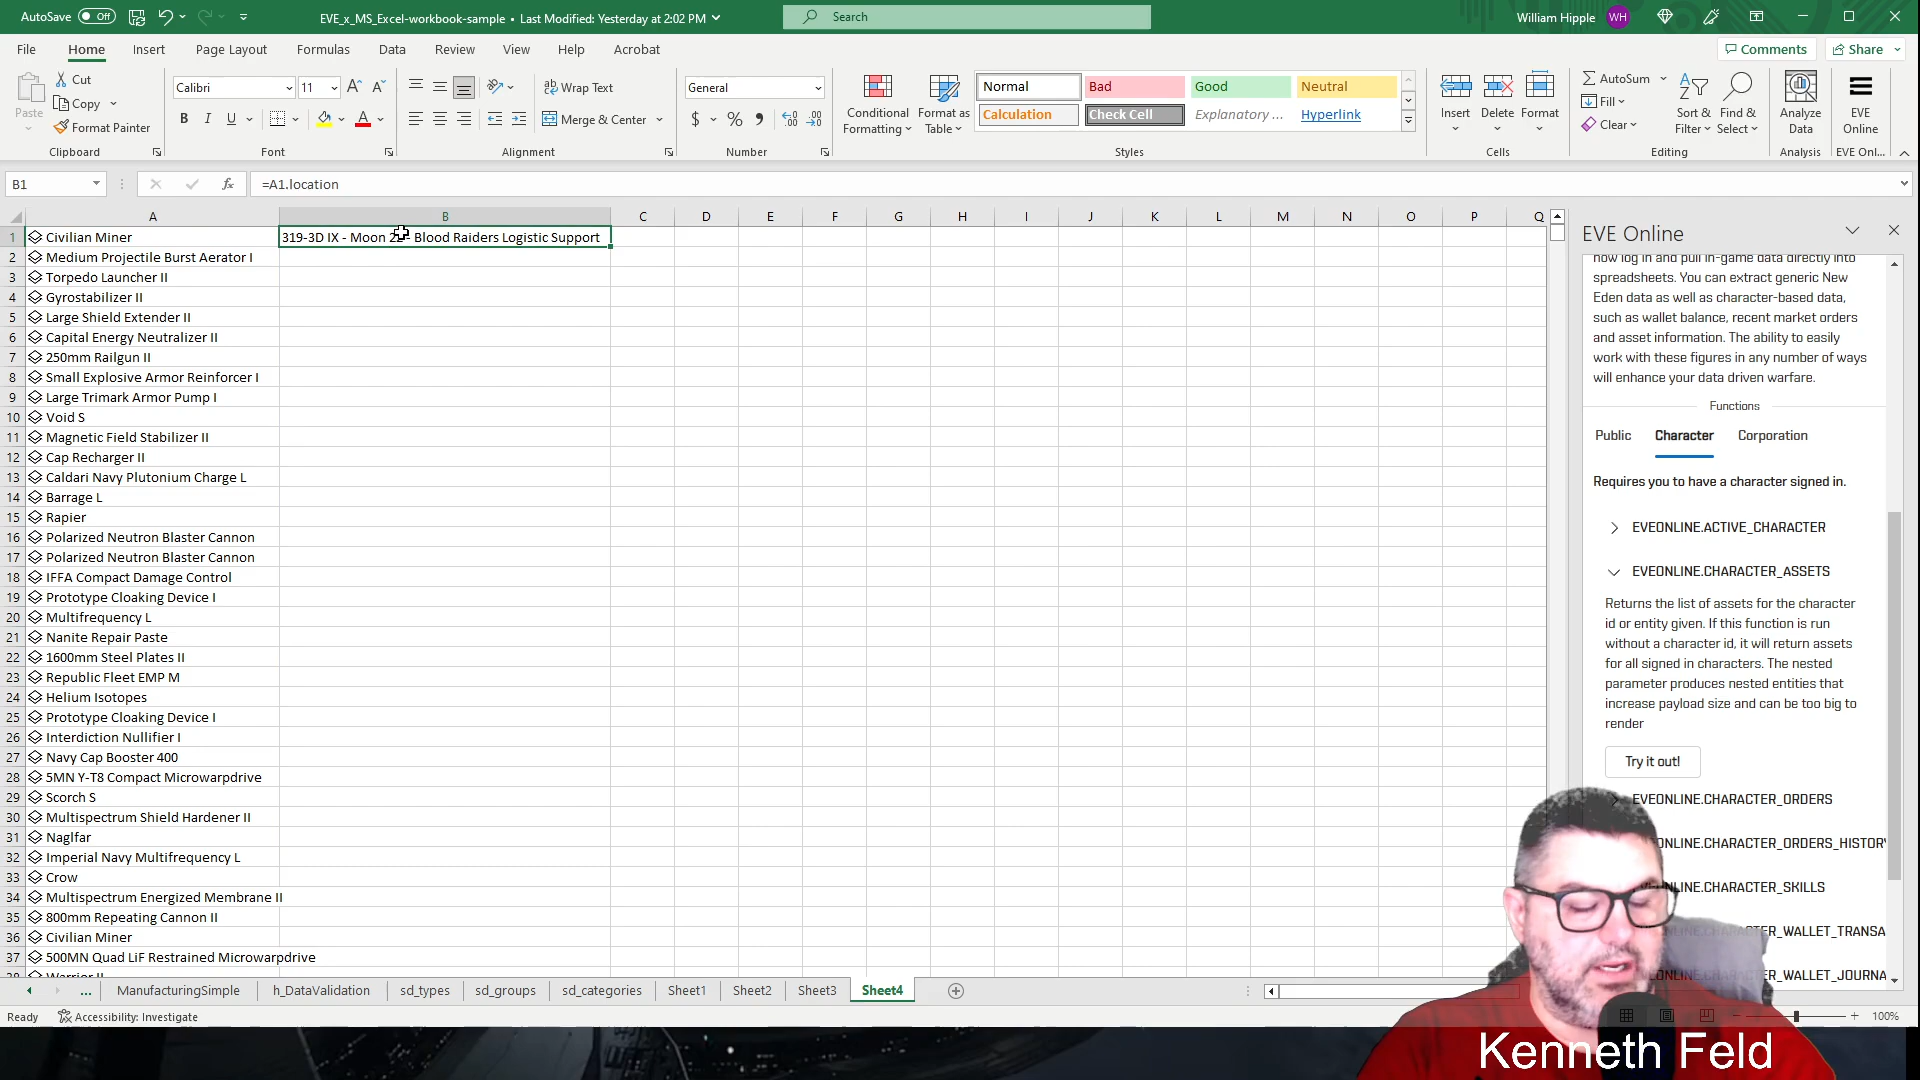 AutoSave Off EVE_x_MS_Excel-workbook-sample • Last Modified: Yesterday at 2:02 PM Search William Hipple WH
File Home Insert Page Layout Formulas Data Review View Help Acrobat Comments Share
Paste
Cut
Copy
Format Painter
Clipboard
Calibri 11
B I U
Font
Wrap Text
Merge & Center
Alignment
General
$ % 9
Number
Conditional Formatting
Format as Table
Normal Bad Good Neutral
Calculation Check Cell Explanatory ... Hyperlink
Styles
Insert Delete Format
Cells
AutoSum
Fill
Clear
Sort & Filter
Find & Select
Editing
Analyze Data
Analysis
EVE Online
EVE Onl...
B1 fx =A1.location
A B C D E F G H I J K L M N O P Q
1 Civilian Miner 319-3D IX - Moon Blood Raiders Logistic Support
2 Medium Projectile Burst Aerator I
3 Torpedo Launcher II
4 Gyrostabilizer II
5 Large Shield Extender II
6 Capital Energy Neutralizer II
7 250mm Railgun II
8 Small Explosive Armor Reinforcer I
9 Large Trimark Armor Pump I
10 Void S
11 Magnetic Field Stabilizer II
12 Cap Recharger II
13 Caldari Navy Plutonium Charge L
14 Barrage L
15 Rapier
16 Polarized Neutron Blaster Cannon
17 Polarized Neutron Blaster Cannon
18 IFFA Compact Damage Control
19 Prototype Cloaking Device I
20 Multifrequency L
21 Nanite Repair Paste
22 1600mm Steel Plates II
23 Republic Fleet EMP M
24 Helium Isotopes
25 Prototype Cloaking Device I
26 Interdiction Nullifier I
27 Navy Cap Booster 400
28 5MN Y-T8 Compact Microwarpdrive
29 Scorch S
30 Multispectrum Shield Hardener II
31 Naglfar
32 Imperial Navy Multifrequency L
33 Crow
34 Multispectrum Energized Membrane II
35 800mm Repeating Cannon II
36 Civilian Miner
37 500MN Quad LiF Restrained Microwarpdrive
38 Warrior II
EVE Online
now log in and pull in-game data directly into
spreadsheets. You can extract generic New
Eden data as well as character-based data,
such as wallet balance, recent market orders
and asset information. The ability to easily
work with these figures in any number of ways
will enhance your data driven warfare.
Functions
Public Character Corporation
Requires you to have a character signed in.
EVEONLINE.ACTIVE_CHARACTER
EVEONLINE.CHARACTER_ASSETS
Returns the list of assets for the character
id or entity given. If this function is run
without a character id, it will return assets
for all signed in characters. The nested
parameter produces nested entities that
increase payload size and can be too big to
render
Try it out!
EVEONLINE.CHARACTER_ORDERS
ONLINE.CHARACTER_ORDERS_HISTORY
ONLINE.CHARACTER_SKILLS
ONLINE.CHARACTER_WALLET_TRANSA
ONLINE.CHARACTER_WALLET_JOURNA
... ManufacturingSimple h_DataValidation sd_types sd_groups sd_categories Sheet1 Sheet2 Sheet3 Sheet4
Ready Accessibility: Investigate 100%
Kenneth Feld